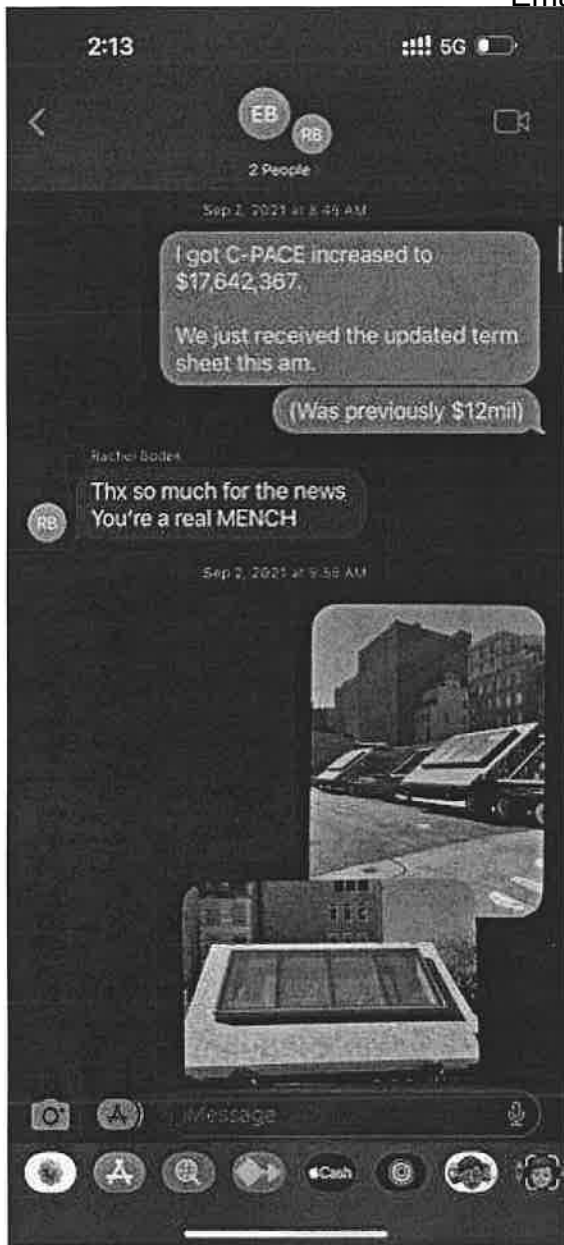 2:13
5G
EB
RB
2 People
Sep 2, 2021 at 8:49 AM
I got C-PACE increased to
$17,642,367.
We just received the updated term
sheet this am.
(Was previously $12mil)
Rachel Bodek
RB
Thx so much for the news
You're a real MENCH
Sep 2, 2021 at 9:58 AM
iMessage
Cash